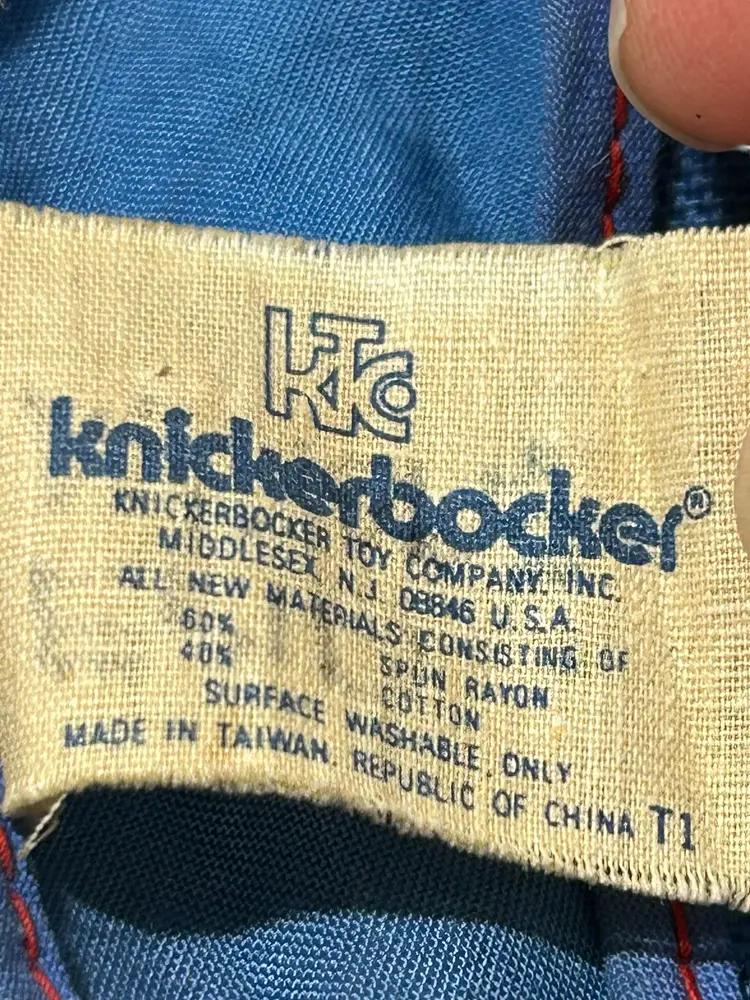 KTC
knickerbocker®
KNICKERBOCKER TOY COMPANY, INC.
MIDDLESEX, N.J. 08846 U.S.A.
ALL NEW MATERIALS CONSISTING OF
60% SPUN RAYON
40% COTTON
SURFACE WASHABLE ONLY
MADE IN TAIWAN, REPUBLIC OF CHINA T1